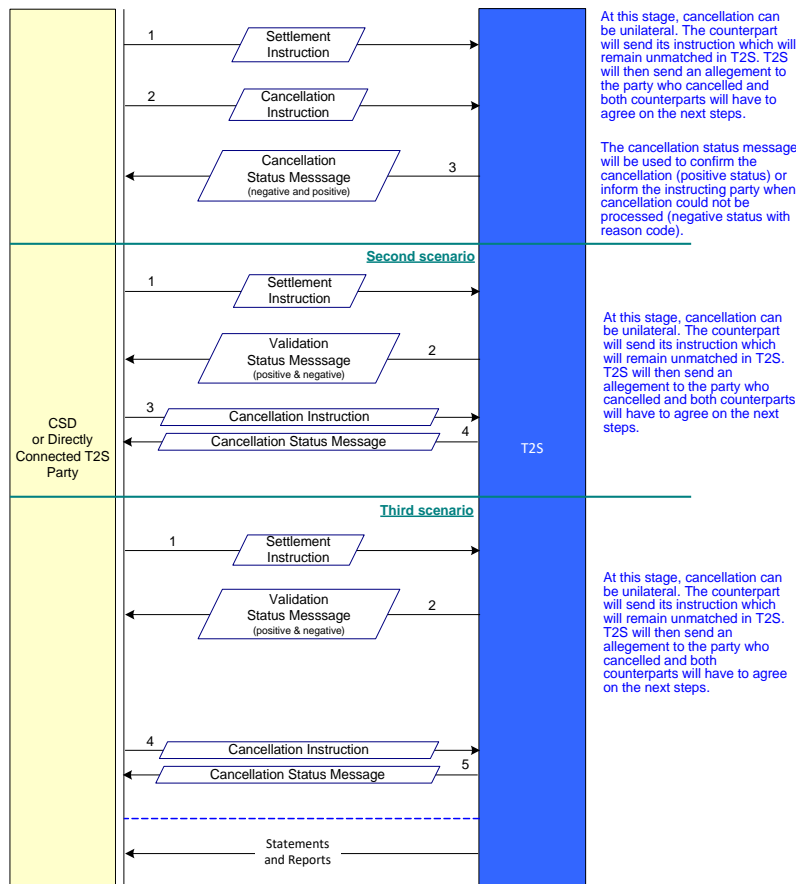 1
Settlement
Instruction
2
Cancellation
Instruction
Cancellation
Status Messsage
(negative and positive)
3
At this stage, cancellation can
be unilateral. The counterpart
will send its instruction which will
remain unmatched in T2S. T2S
will then send an allegement to
the party who cancelled and
both counterparts will have to
agree on the next steps.
The cancellation status message
will be used to confirm the
cancellation (positive status) or
inform the instructing party when
cancellation could not be
processed (negative status with
reason code).
Second scenario
1
Settlement
Instruction
Validation
Status Messsage
(positive & negative)
2
3
Cancellation Instruction
Cancellation Status Message
4
At this stage, cancellation can
be unilateral. The counterpart
will send its instruction which
will remain unmatched in T2S.
T2S will then send an
allegement to the party who
cancelled and both counterparts
will have to agree on the next
steps.
CSD
or Directly
Connected T2S
Party
T2S
Third scenario
1
Settlement
Instruction
Validation
Status Messsage
(positive & negative)
2
At this stage, cancellation can
be unilateral. The counterpart
will send its instruction which
will remain unmatched in T2S.
T2S will then send an
allegement to the party who
cancelled and both
counterparts will have to agree
on the next steps.
4
Cancellation Instruction
Cancellation Status Message
5
Statements
and Reports